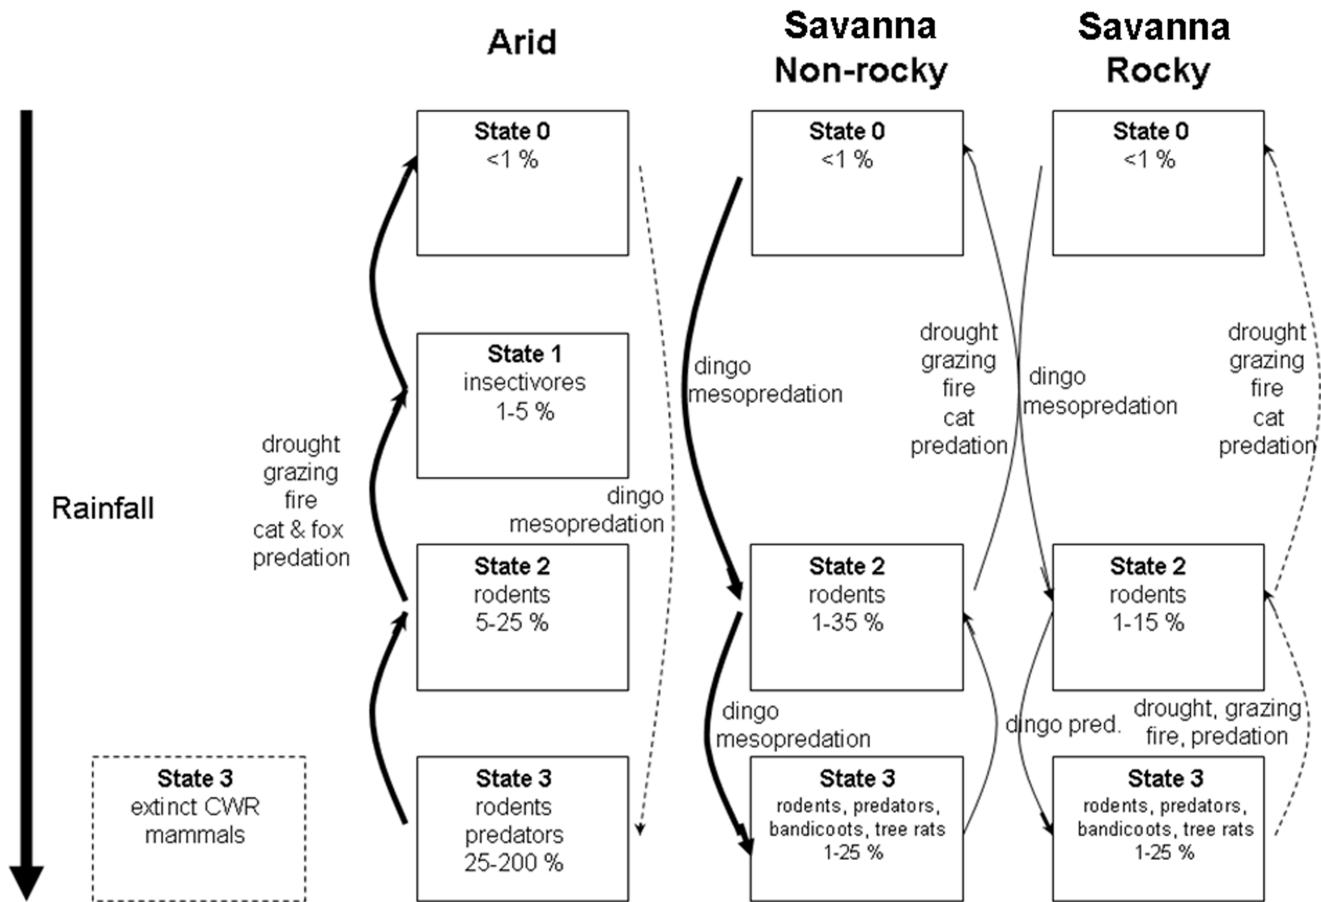 Arid
Savanna
Non-rocky
Savanna
Rocky
Rainfall
State 0
<1 %
State 1
insectivores
1-5 %
State 2
rodents
5-25 %
State 3
rodents
predators
25-200 %
State 3
extinct CWR
mammals
drought
grazing
fire
cat & fox
predation
dingo
mesopredation
State 0
<1 %
dingo
mesopredation
drought
grazing
fire
cat
predation
State 2
rodents
1-35 %
dingo
mesopredation
State 3
rodents, predators,
bandicoots, tree rats
1-25 %
State 0
<1 %
dingo
mesopredation
drought
grazing
fire
cat
predation
State 2
rodents
1-15 %
dingo pred.
drought, grazing
fire, predation
State 3
rodents, predators,
bandicoots, tree rats
1-25 %